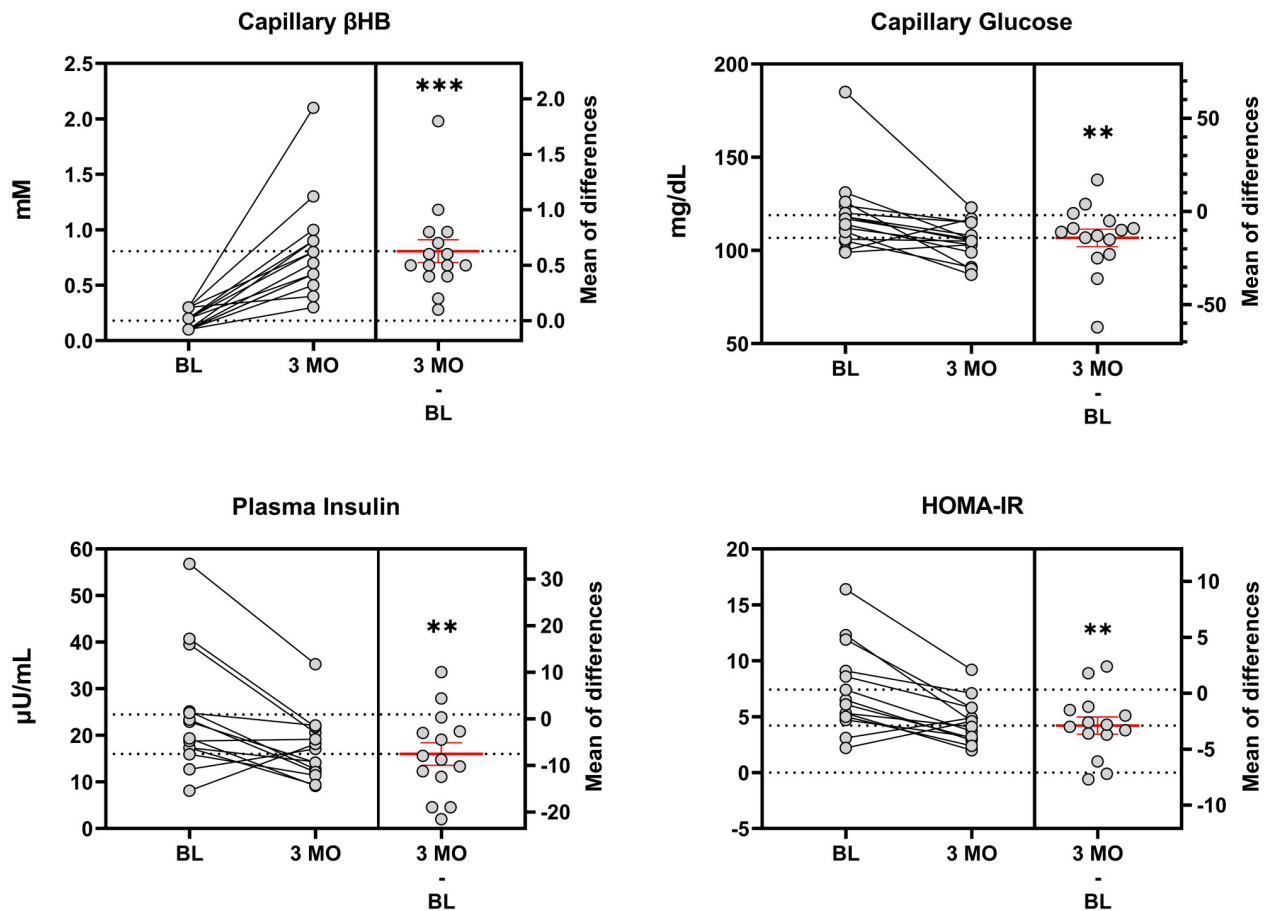 Capillary βHB
2.5
2.0
1.5
1.0
0.5
0.0
mM
***
2.0
1.5
1.0
0.5
0.0
Mean of differences
BL
3 MO
3 MO
-
BL
Capillary Glucose
200
150
100
50
mg/dL
**
50
0
-50
Mean of differences
BL
3 MO
3 MO
-
BL
Plasma Insulin
60
50
40
30
20
10
0
µU/mL
**
30
20
10
0
-10
-20
Mean of differences
BL
3 MO
3 MO
-
BL
HOMA-IR
20
15
10
5
0
-5
**
10
5
0
-5
-10
Mean of differences
BL
3 MO
3 MO
-
BL